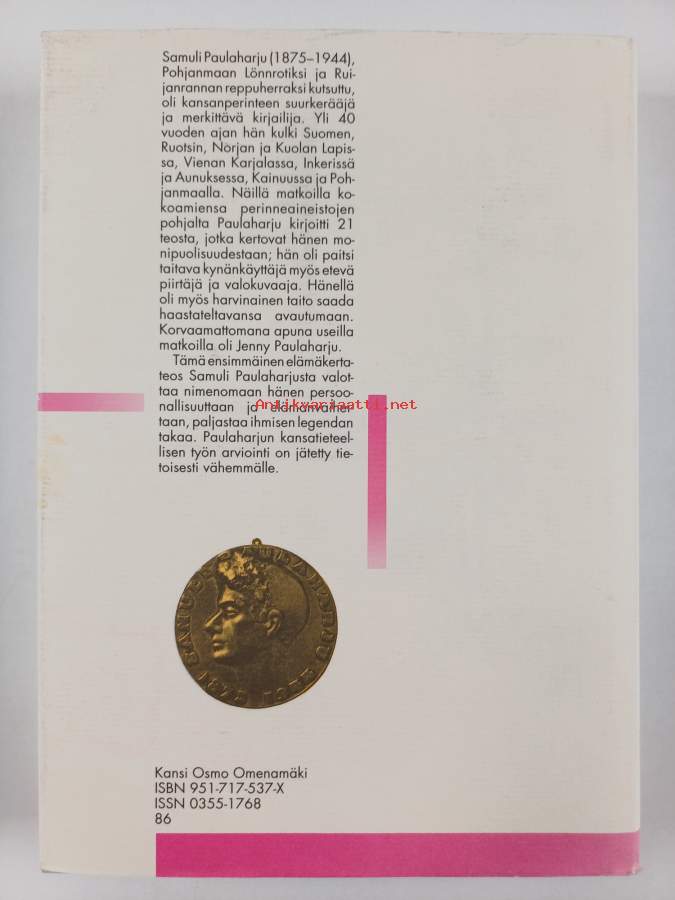 Samuli Paulaharju (1875–1944),
Pohjanmaan Lönnrotiksi ja Rui-
janrannan reppuherraksi kutsuttu,
oli kansanperinteen suurkerääjä
ja merkittävä kirjailija. Yli 40
vuoden ajan hän kulki Suomen,
Ruotsin, Norjan ja Kuolan Lapis-
sa, Vienan Karjalassa, Inkerissä
ja Aunuksessa, Kainuussa ja Poh-
janmaalla. Näillä matkoilla ko-
koamiensa perinneaineistojen
pohjalta Paulaharju kirjoitti 21
teosta, jotka kertovat hänen mo-
nipuolisuudestaan; hän oli paitsi
taitava kynänkäyttäjä myös etevä
piirtäjä ja valokuvaaja. Hänellä
oli myös harvinainen taito saada
haastateltavansa avautumaan.
Korvaamattomana apuna useilla
matkoilla oli Jenny Paulaharju.
Tämä ensimmäinen elämäkerta-
teos Samuli Paulaharjusta valot-
taa nimenomaan hänen persoo-
nallisuuttaan ja elämänvaihei-
taan, paljastaa ihmisen legendan
takaa. Paulaharjun kansatieteel-
lisen työn arviointi on jätetty tie-
toisesti vähemmälle.
Antikvariaatti.net
SAMULI PAULAHARJU
1875
Kansi Osmo Omenamäki
ISBN 951-717-537-X
ISSN 0355-1768
86